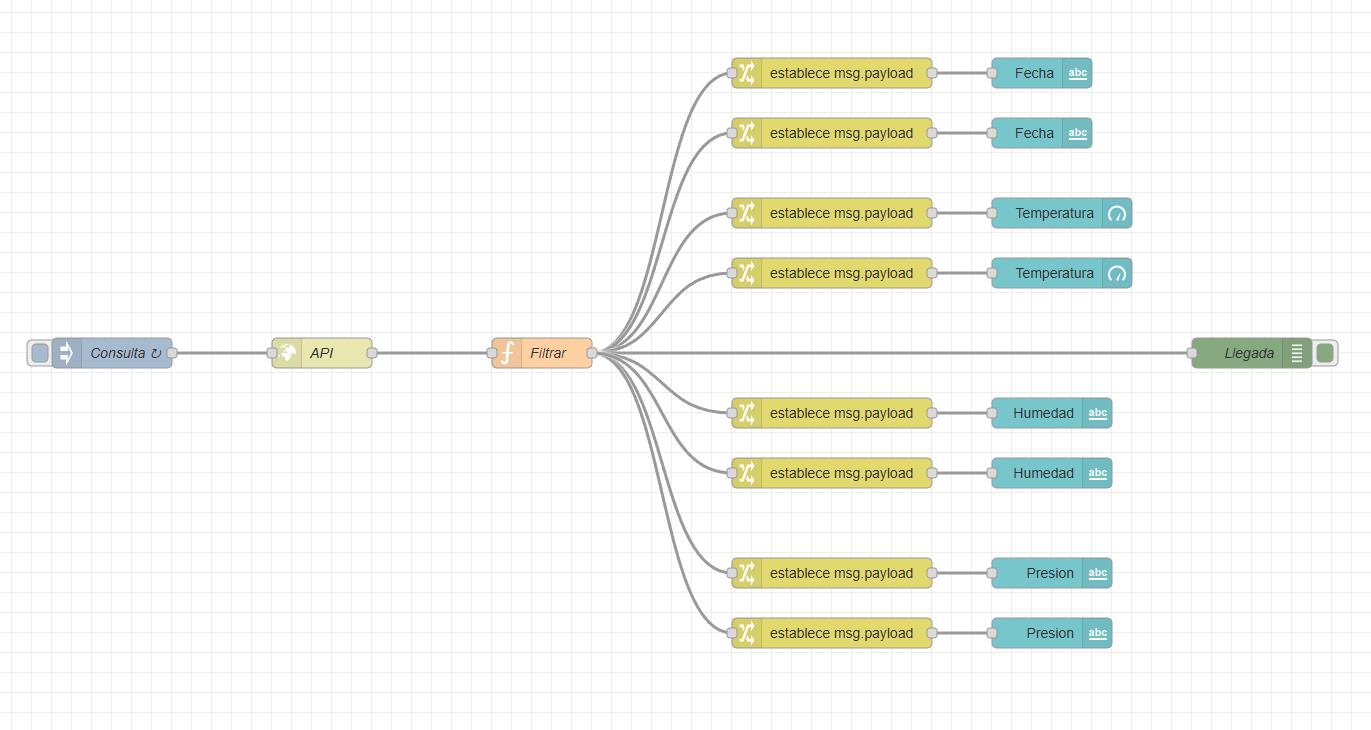 establece msg.payload Fecha abc
establece msg.payload Fecha abc
establece msg.payload Temperatura
establece msg.payload Temperatura
Consulta ↻ API Filtrar Llegada
establece msg.payload Humedad abc
establece msg.payload Humedad abc
establece msg.payload Presion abc
establece msg.payload Presion abc